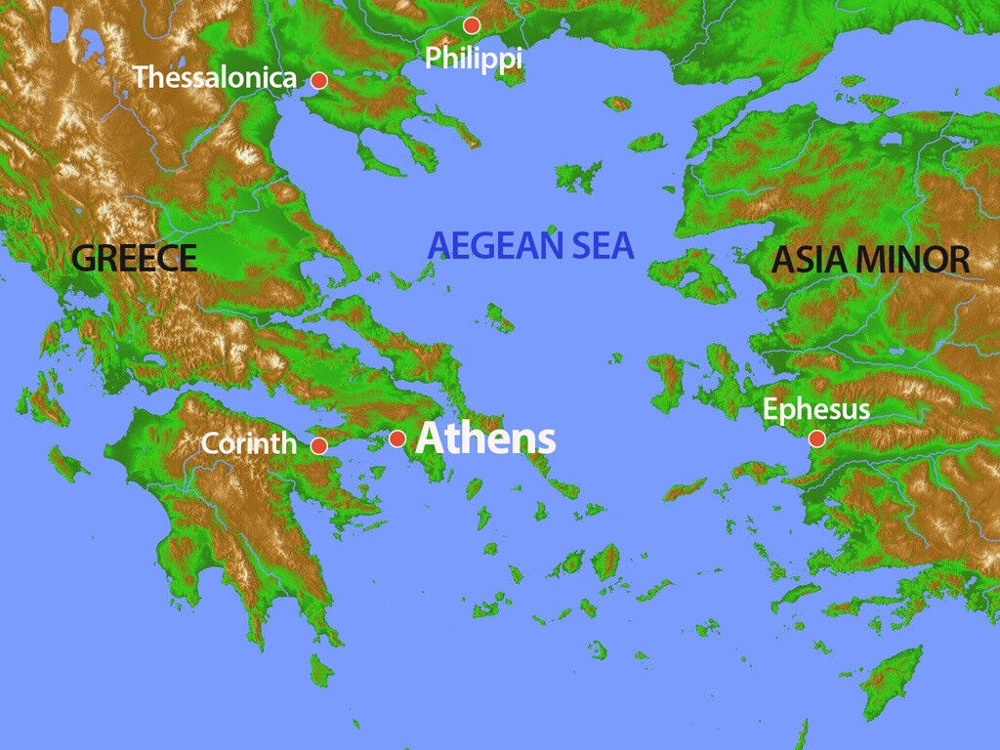 Philippi
Thessalonica
AEGEAN SEA
GREECE
ASIA MINOR
Ephesus
Corinth
Athens